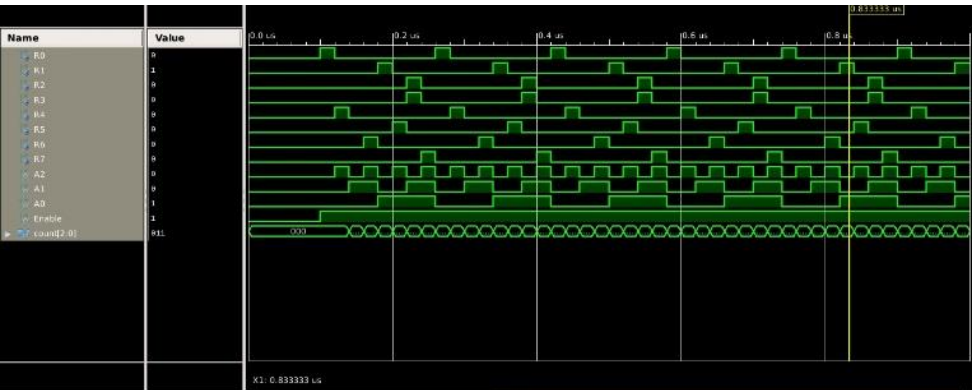 0.833333 us
Name Value
0.0 us 0.2 us 0.4 us 0.6 us 0.8 us
R0 0
R1 1
R2 0
R3 0
R4 0
R5 0
R6 0
R7 0
A2 0
A1 0
A0 1
Enable 1
count[2:0] 011 000
X1: 0.833333 us